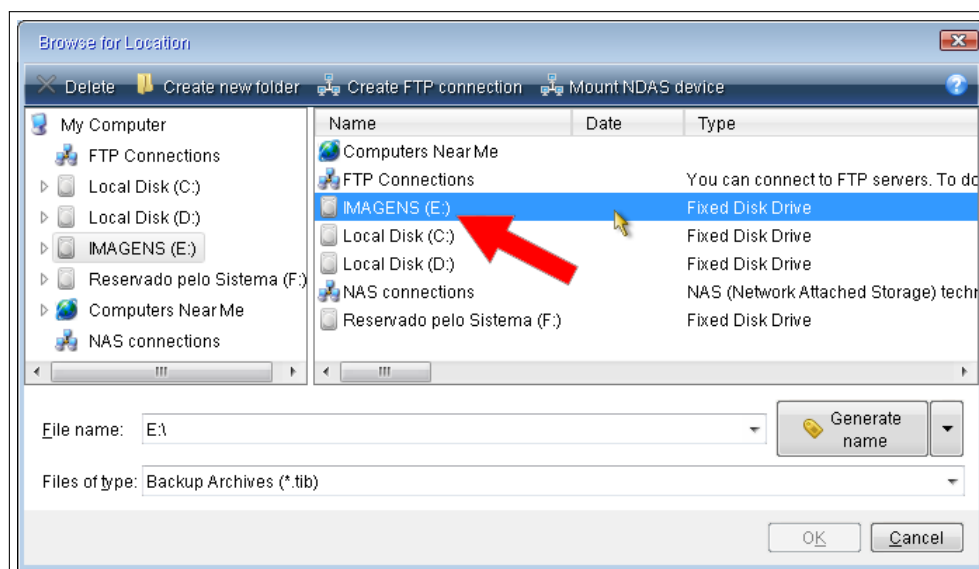 Browse for Location
Delete Create new folder Create FTP connection Mount NDAS device ?
My Computer
FTP Connections
Local Disk (C:)
Local Disk (D:)
IMAGENS (E:)
Reservado pelo Sistema (F:)
Computers Near Me
NAS connections
Name Date Type
Computers Near Me
FTP Connections You can connect to FTP servers. To do
IMAGENS (E:) Fixed Disk Drive
Local Disk (C:) Fixed Disk Drive
Local Disk (D:) Fixed Disk Drive
NAS connections NAS (Network Attached Storage) techn
Reservado pelo Sistema (F:) Fixed Disk Drive
File name: E:\
Generate
name
Files of type: Backup Archives (*.tib)
OK Cancel